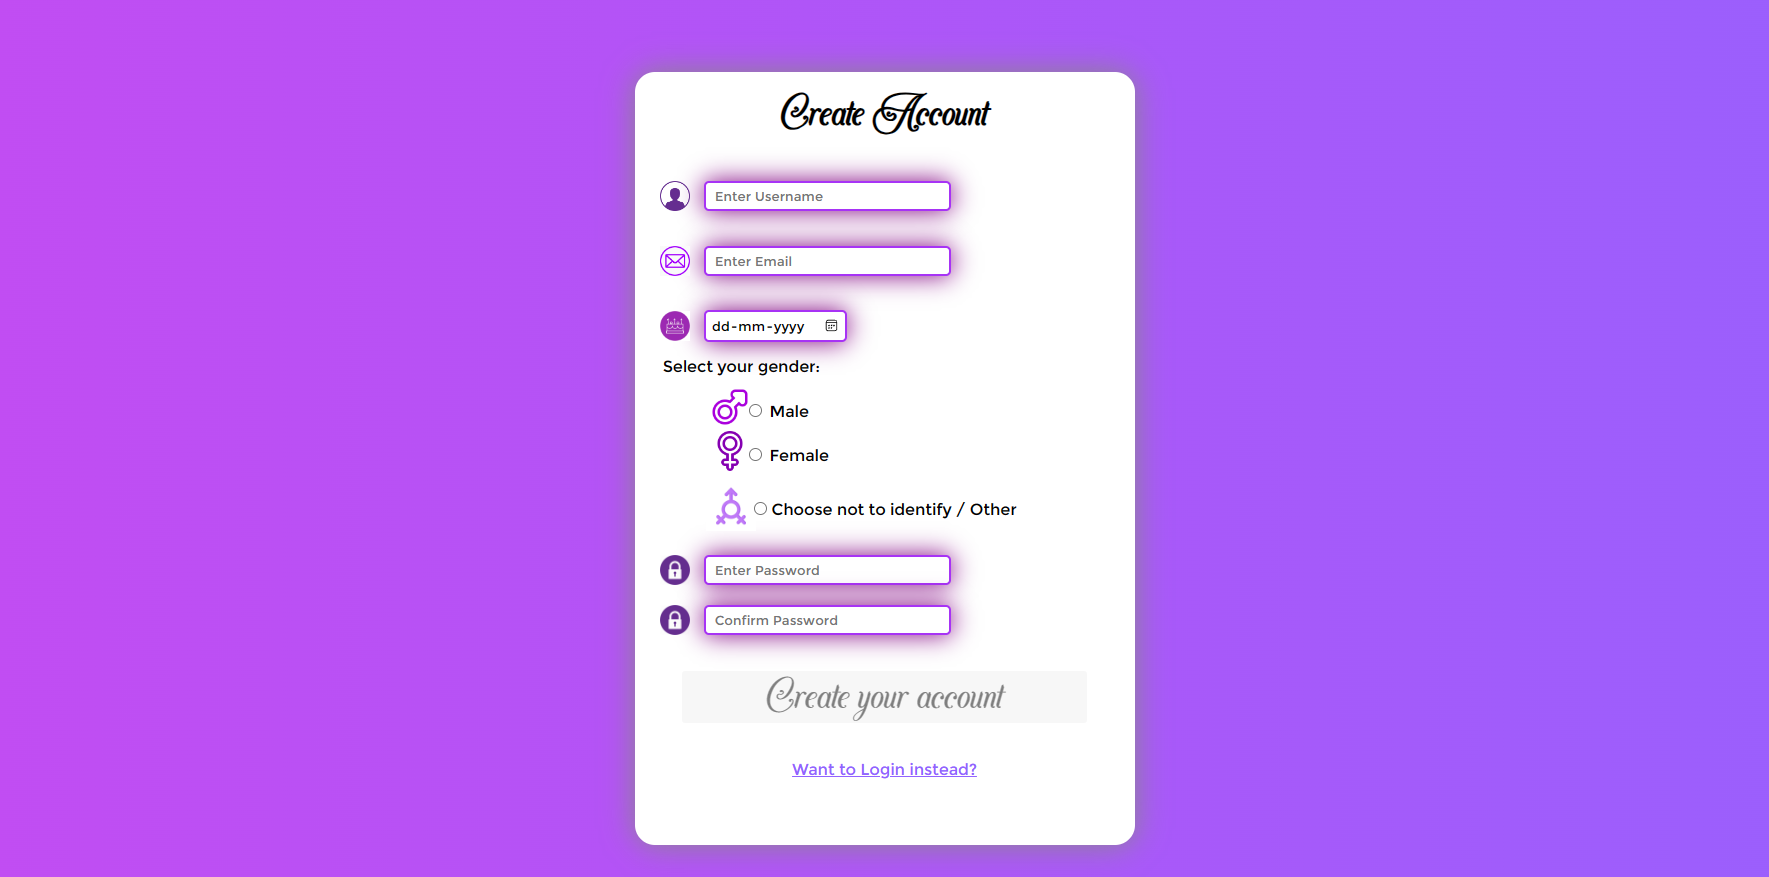 Create Account
Enter Username
Enter Email
dd-mm-yyyy
Select your gender:
Male
Female
Choose not to identify / Other
Enter Password
Confirm Password
Create your account
Want to Login instead?